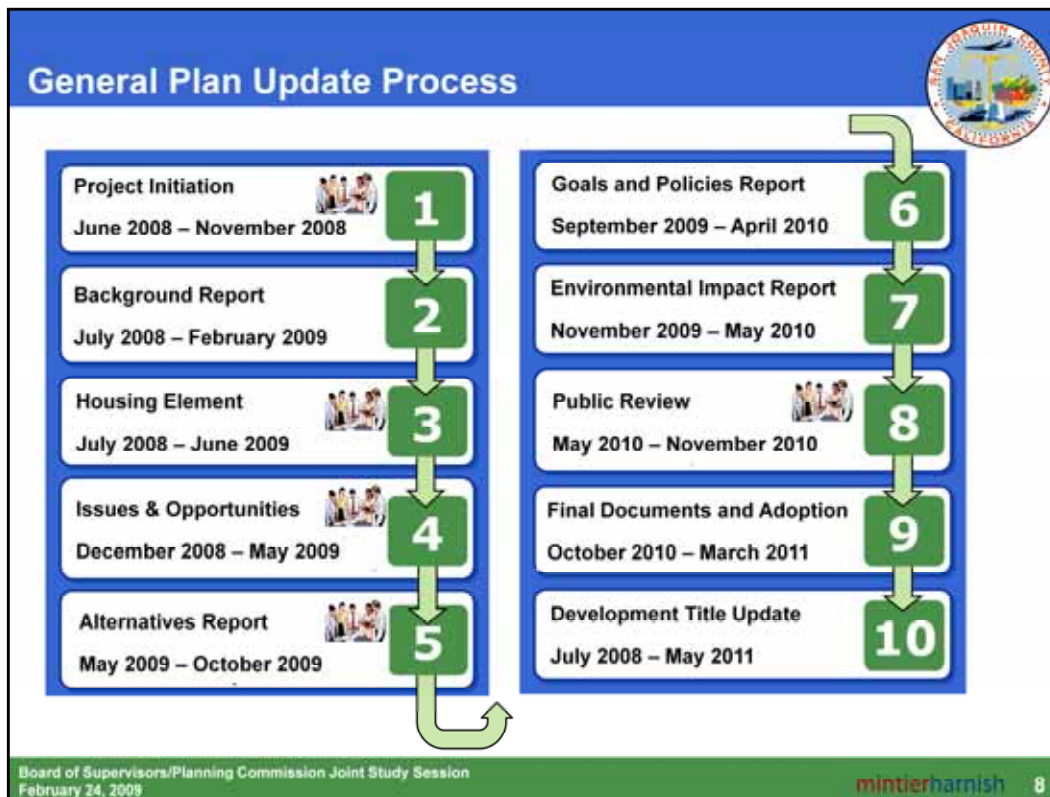 General Plan Update Process
SAN JOAQUIN COUNTY
CALIFORNIA
Project Initiation
June 2008 – November 2008
1
Background Report
July 2008 – February 2009
2
Housing Element
July 2008 – June 2009
3
Issues & Opportunities
December 2008 – May 2009
4
Alternatives Report
May 2009 – October 2009
5
Goals and Policies Report
September 2009 – April 2010
6
Environmental Impact Report
November 2009 – May 2010
7
Public Review
May 2010 – November 2010
8
Final Documents and Adoption
October 2010 – March 2011
9
Development Title Update
July 2008 – May 2011
10
Board of Supervisors/Planning Commission Joint Study Session
February 24, 2009
mintierharnish 8